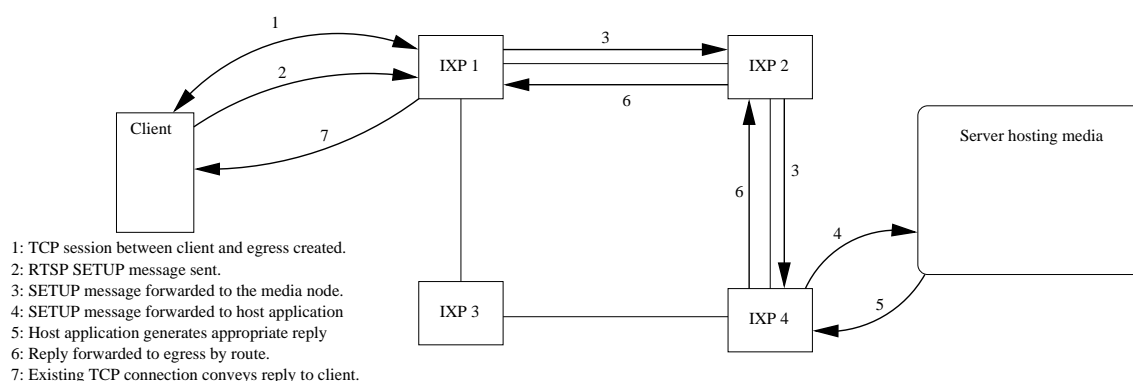 1
3
IXP 1
IXP 2
2
6
Client
7
Server hosting media
6
3
4
1: TCP session between client and egress created.
2: RTSP SETUP message sent.
3: SETUP message forwarded to the media node.
4: SETUP message forwarded to host application
5: Host application generates appropriate reply
6: Reply forwarded to egress by route.
7: Existing TCP connection conveys reply to client.
IXP 3
IXP 4
5